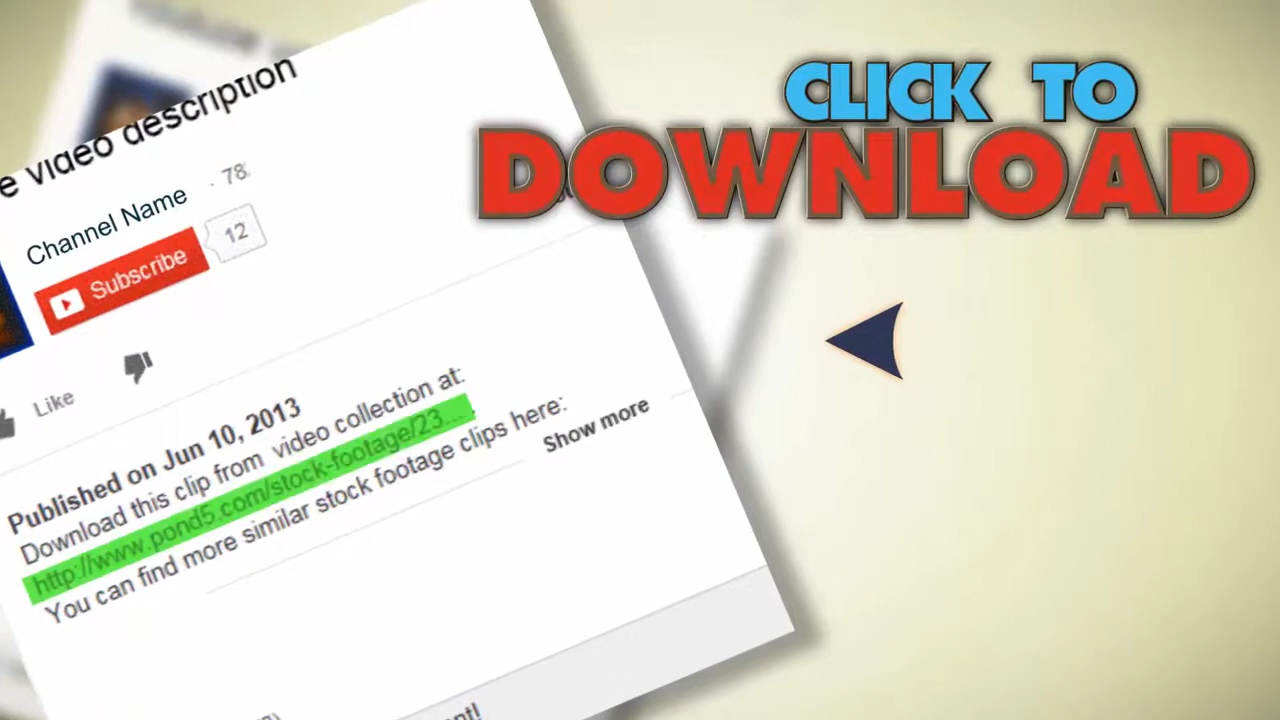 CLICK TO
DOWNLOAD
video description
Channel Name
78
Subscribe
12
Like
Published on Jun 10, 2013
Download this clip from video collection at:
http://www.pond5.com/stock-footage/23....
You can find more similar stock footage clips here:
Show more